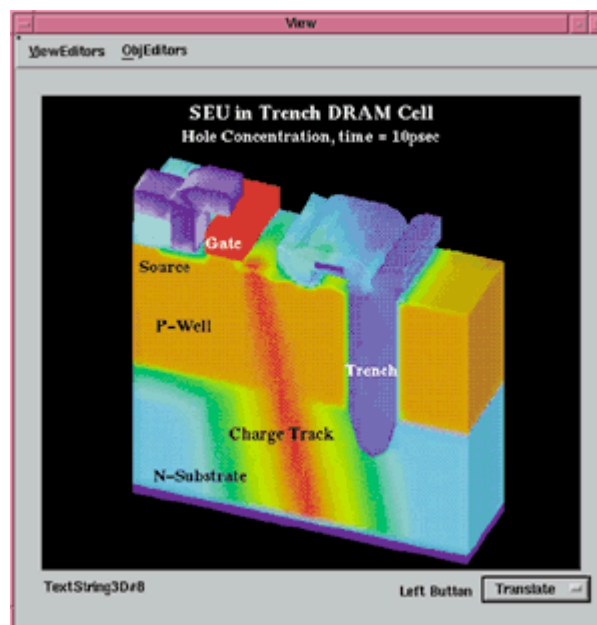 View
ViewEditors ObjEditors
SEU in Trench DRAM Cell
Hole Concentration, time = 10psec
Gate
Source
P-Well
Trench
Charge Track
N-Substrate
TextString3D#8
Left Button Translate